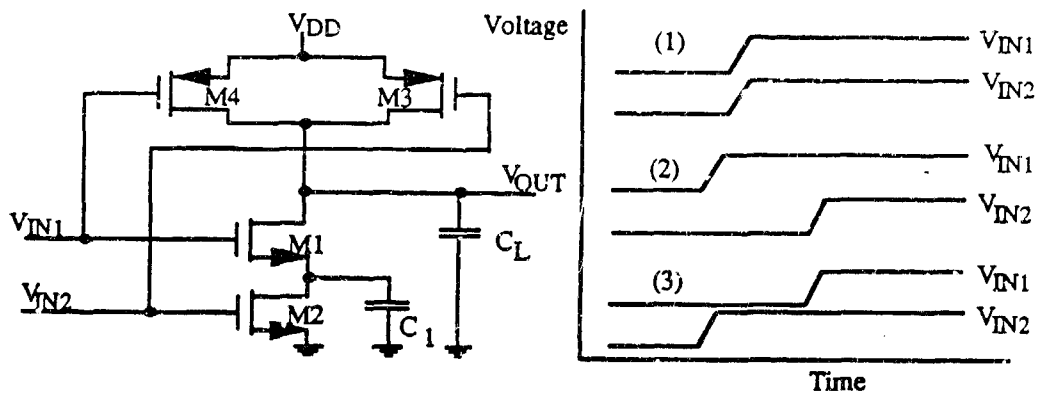 VDD
M4
M3
VOUT
VIN1
M1
CL
VIN2
M2
C1
Voltage
(1)
VIN1
VIN2
(2)
VIN1
VIN2
(3)
VIN1
VIN2
Time